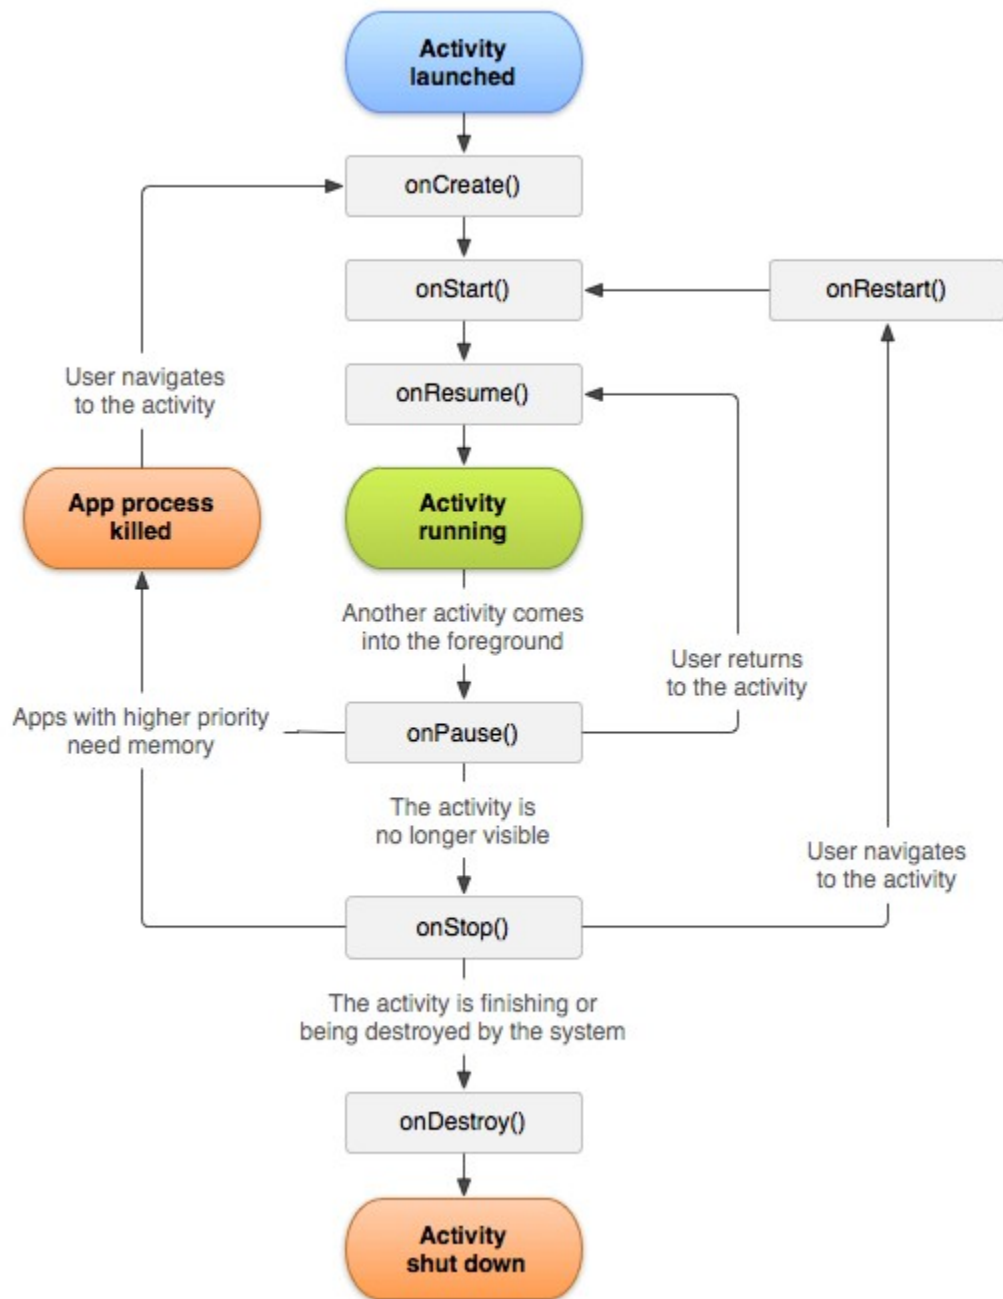 Activity
launched
onCreate()
onStart()
onRestart()
User navigates
to the activity
onResume()
App process
killed
Activity
running
Another activity comes
into the foreground
User returns
to the activity
Apps with higher priority
need memory
onPause()
The activity is
no longer visible
User navigates
to the activity
onStop()
The activity is finishing or
being destroyed by the system
onDestroy()
Activity
shut down